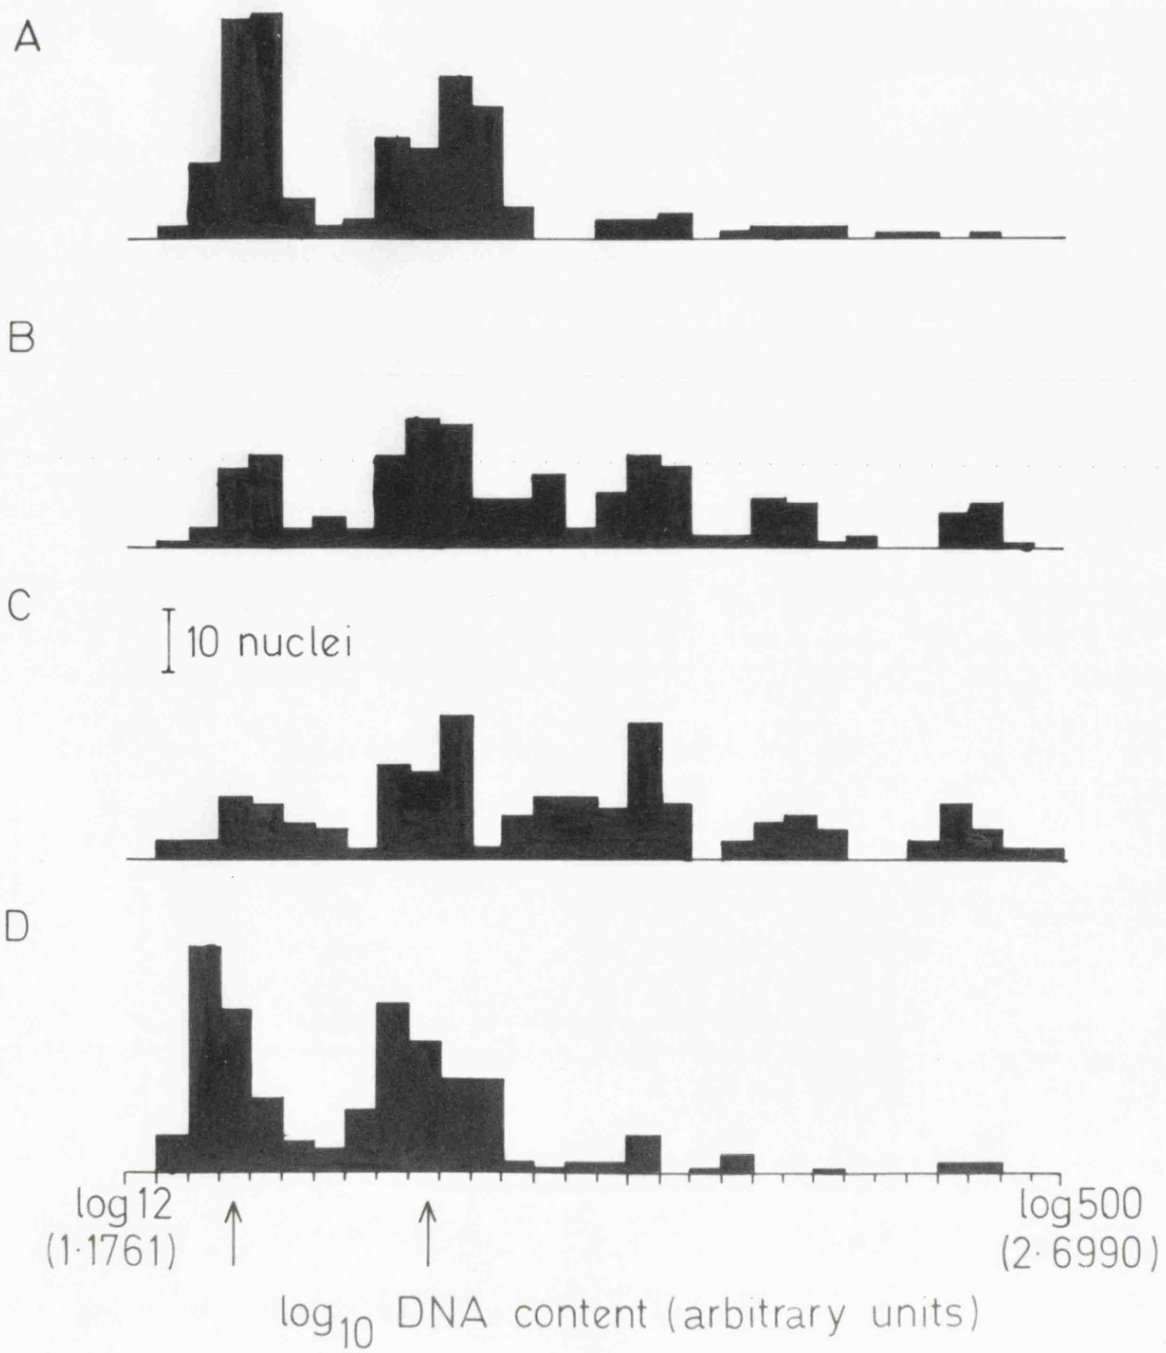 A
B
C
10 nuclei
D
log 12
(1·1761)
log 500
(2·6990)
log10 DNA content (arbitrary units)